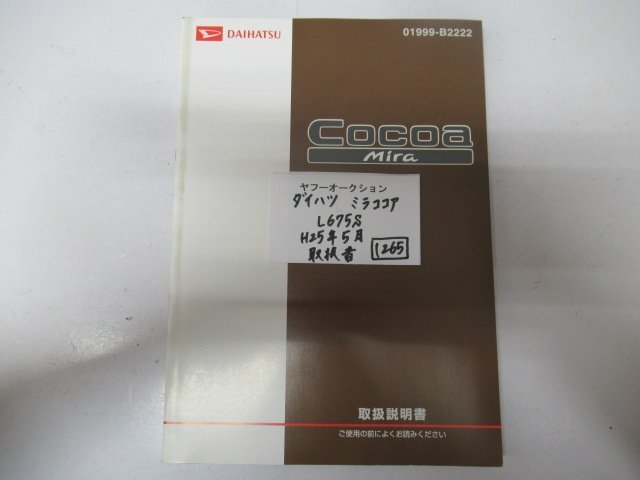 DAIHATSU
01999-B2222
Cocoa
Mira
ヤフーオークション
ダイハツ ミラココア
L675S
H25年5月
取扱書 1265
取扱説明書
ご使用の前によくお読みください